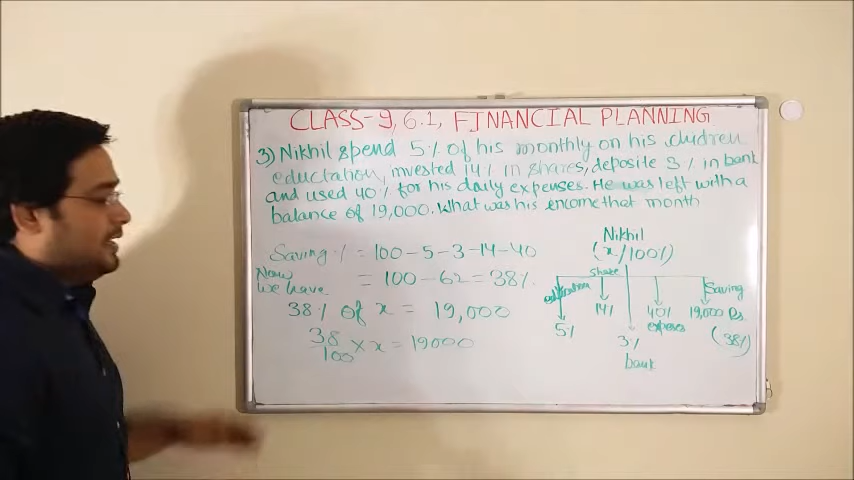 CLASS-9, 6.1, FINANCIAL PLANNING
3) Nikhil spend 5% of his monthly on his children
eductation, invested 14% in shares, deposite 3% in bank
and used 40% for his daily expenses. He was left with a
balance of 19,000. What was his encome that month
Saving % = 100-5-3-14-40
= 100-62 = 38%.
Now
we have
38% of x = 19,000
38/100 × x = 19000
Nikhil
(x/100%)
share
Saving
5%
14%
3%
bank
40%
19,000 Rs.
(38%)